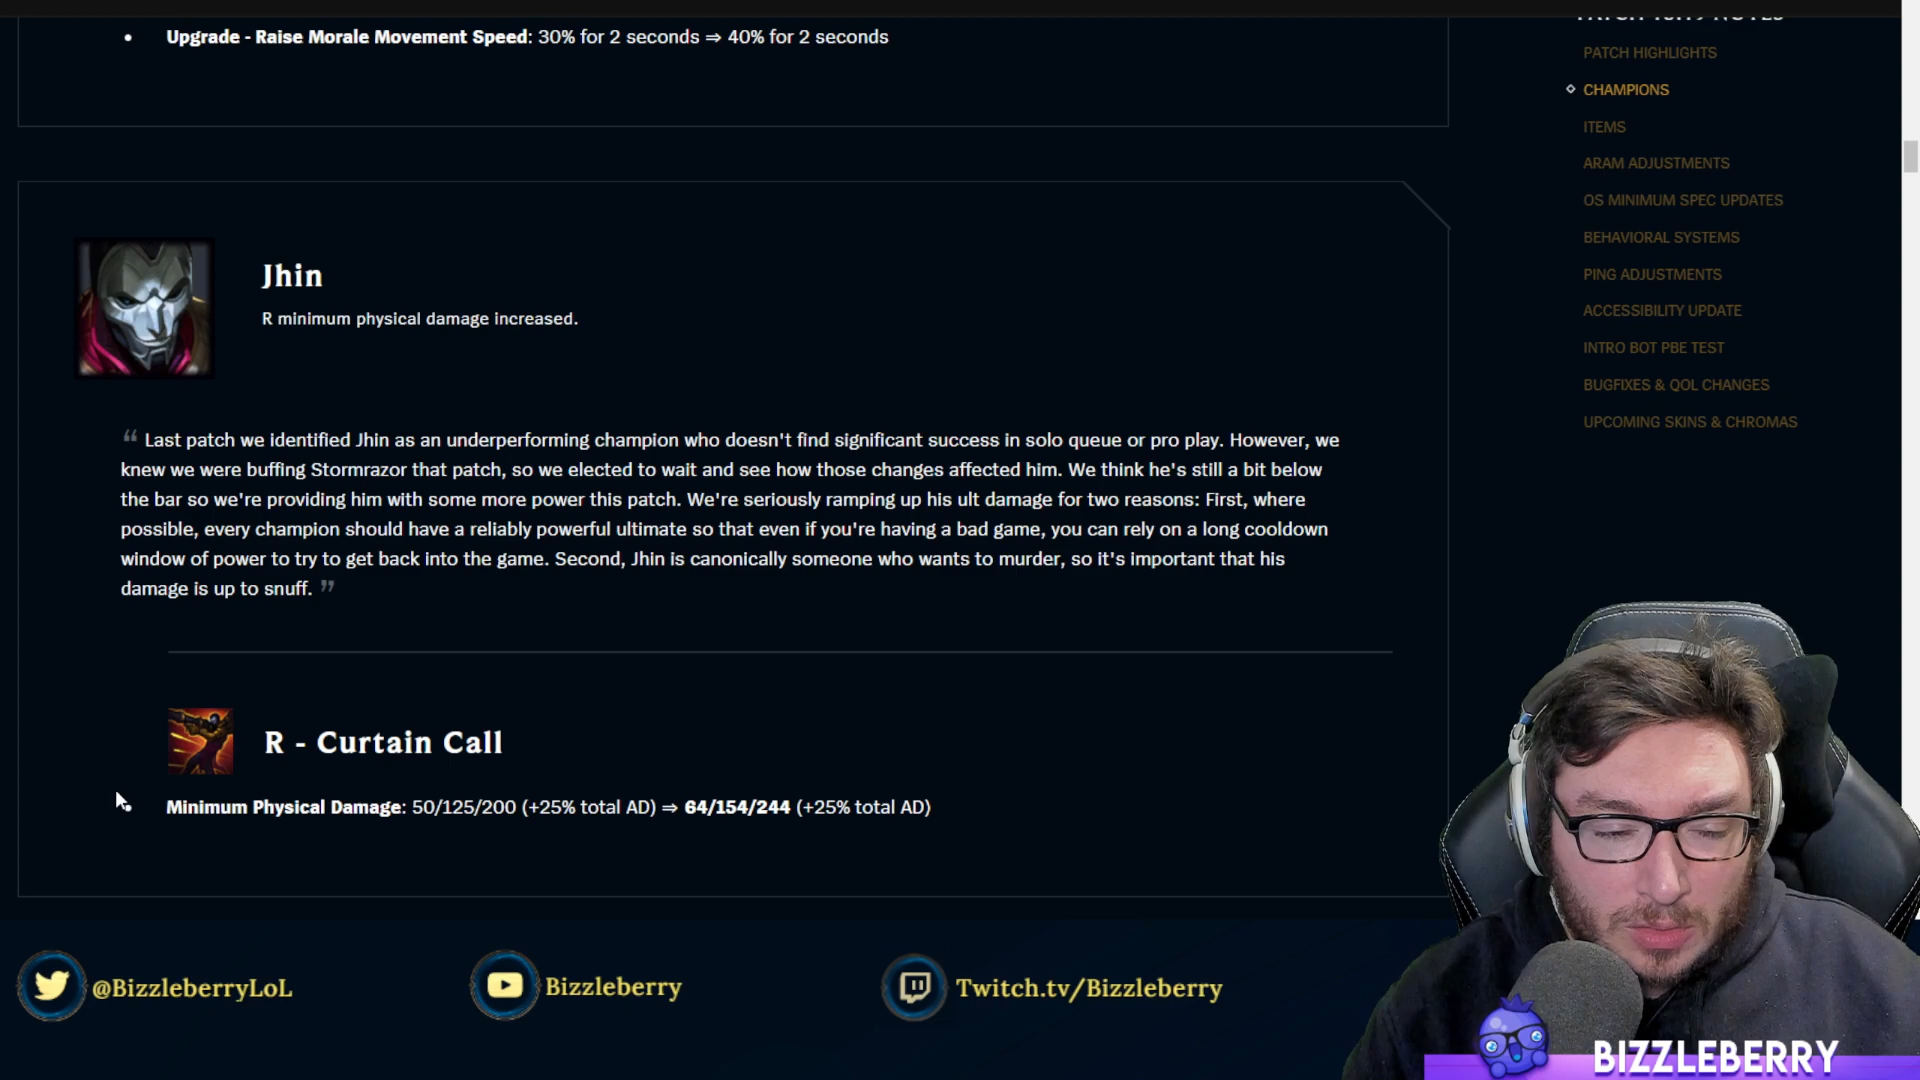 Upgrade - Raise Morale Movement Speed: 30% for 2 seconds ⇒ 40% for 2 seconds
PATCH HIGHLIGHTS
CHAMPIONS
ITEMS
ARAM ADJUSTMENTS
OS MINIMUM SPEC UPDATES
BEHAVIORAL SYSTEMS
PING ADJUSTMENTS
ACCESSIBILITY UPDATE
INTRO BOT PBE TEST
BUGFIXES & QOL CHANGES
UPCOMING SKINS & CHROMAS
Jhin
R minimum physical damage increased.
“ Last patch we identified Jhin as an underperforming champion who doesn't find significant success in solo queue or pro play. However, we
knew we were buffing Stormrazor that patch, so we elected to wait and see how those changes affected him. We think he's still a bit below
the bar so we're providing him with some more power this patch. We're seriously ramping up his ult damage for two reasons: First, where
possible, every champion should have a reliably powerful ultimate so that even if you're having a bad game, you can rely on a long cooldown
window of power to try to get back into the game. Second, Jhin is canonically someone who wants to murder, so it's important that his
damage is up to snuff. ”
R - Curtain Call
Minimum Physical Damage: 50/125/200 (+25% total AD) ⇒ 64/154/244 (+25% total AD)
@BizzleberryLoL
Bizzleberry
Twitch.tv/Bizzleberry
BIZZLEBERRY